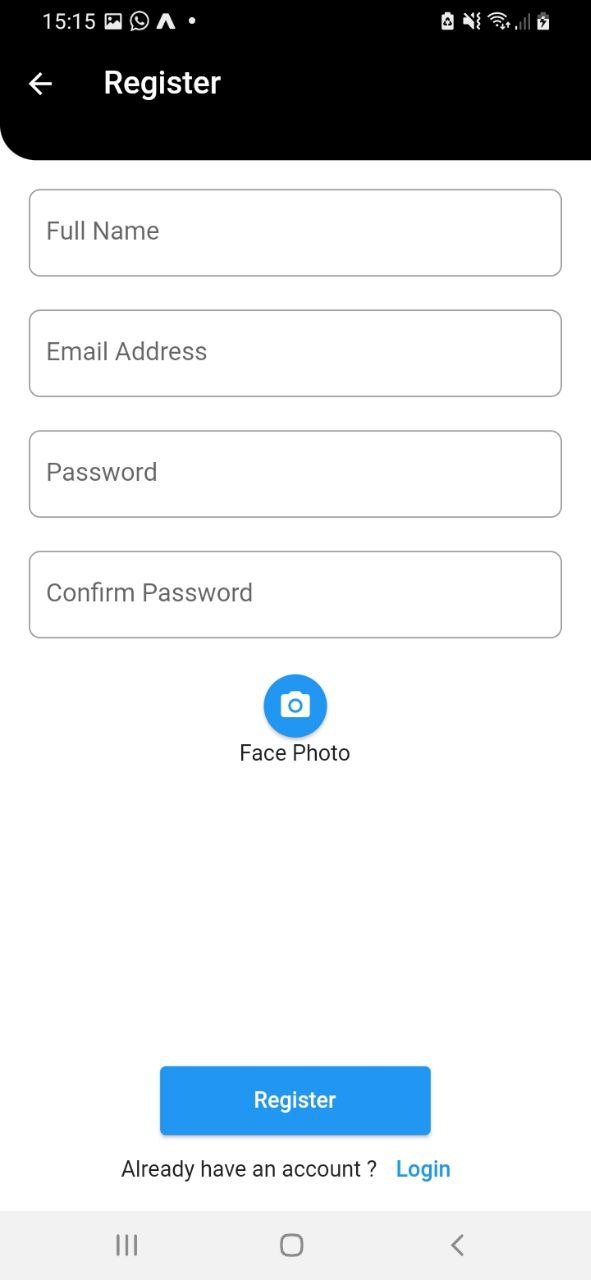 15:15
Register
Full Name
Email Address
Password
Confirm Password
Face Photo
Register
Already have an account ? Login